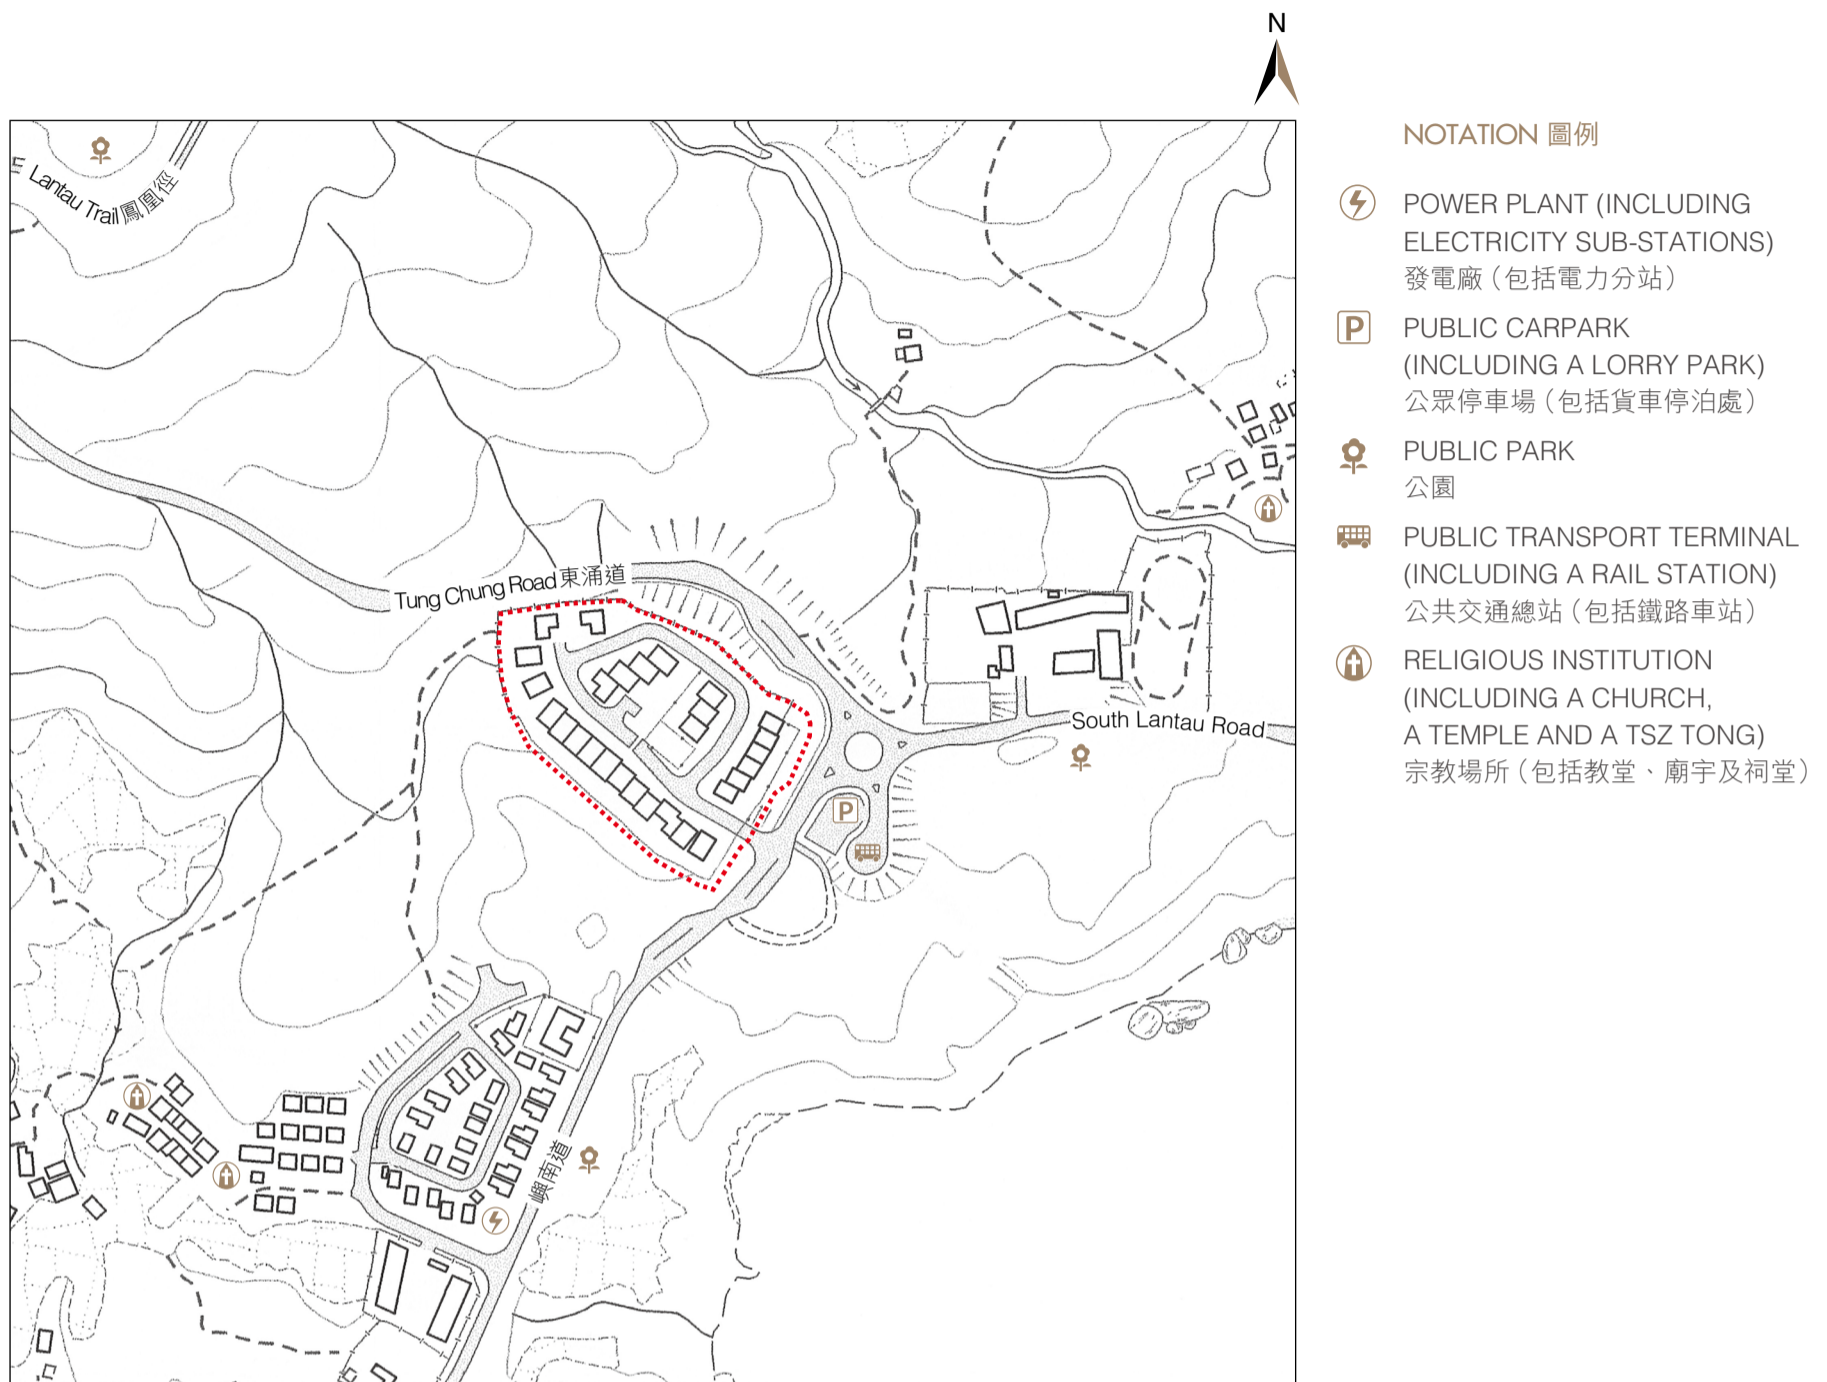 N
NOTATION 圖例
POWER PLANT (INCLUDING
ELECTRICITY SUB-STATIONS)
發電廠（包括電力分站）
P
PUBLIC CARPARK
(INCLUDING A LORRY PARK)
公眾停車場（包括貨車停泊處）
PUBLIC PARK
公園
PUBLIC TRANSPORT TERMINAL
(INCLUDING A RAIL STATION)
公共交通總站（包括鐵路車站）
RELIGIOUS INSTITUTION
(INCLUDING A CHURCH,
A TEMPLE AND A TSZ TONG)
宗教場所（包括教堂、廟宇及祠堂）
Lantau Trail 鳳凰徑
Tung Chung Road 東涌道
South Lantau Road
P
嶼南道